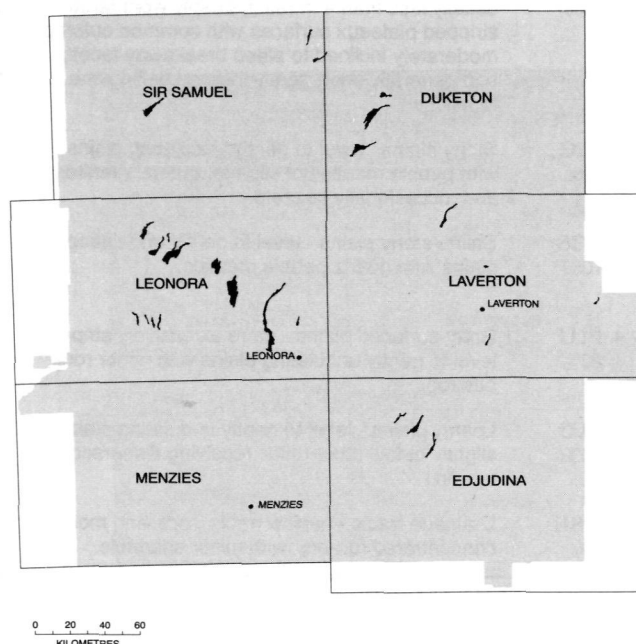 SIR SAMUEL
DUKETON
LEONORA
LAVERTON
LAVERTON
LEONORA
MENZIES
EDJUDINA
MENZIES
0 20 40 60
KILOMETRES